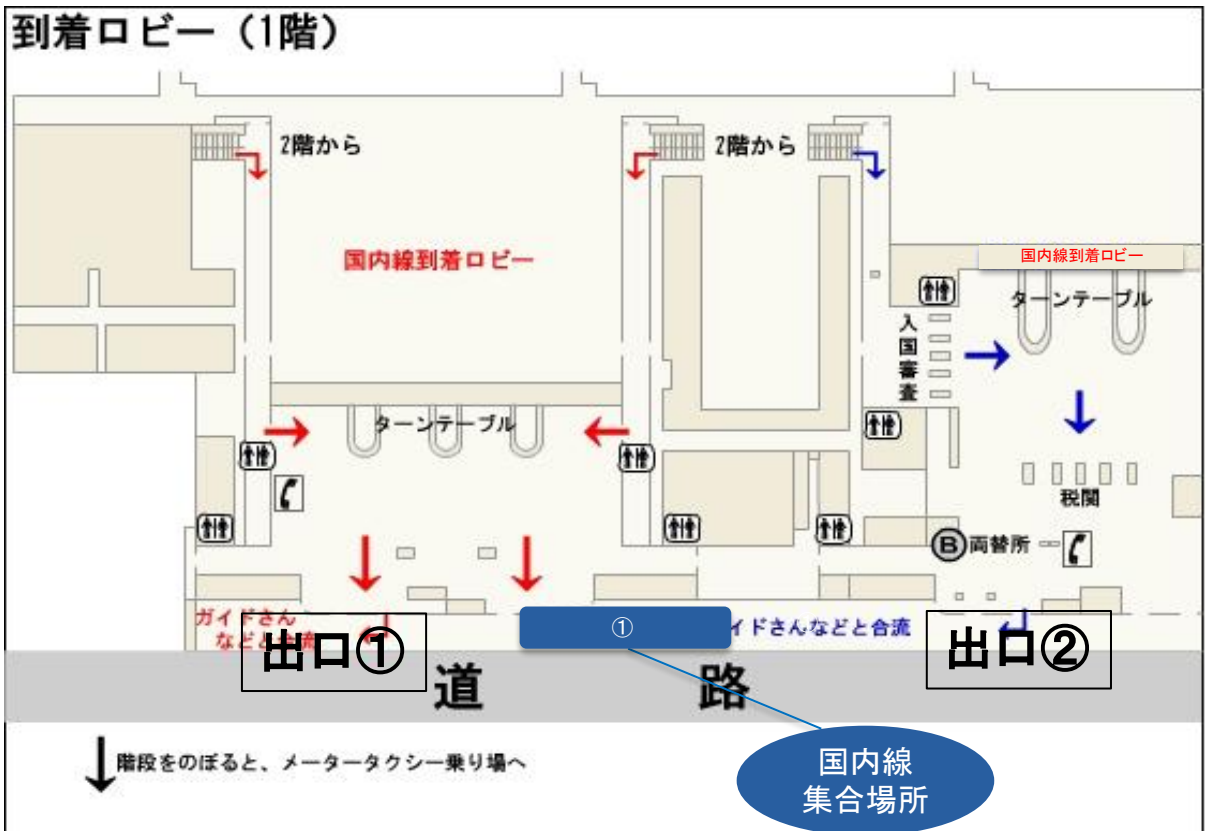 到着ロビー（1階）
2階から
2階から
国内線到着ロビー
国内線到着ロビー
ターンテーブル
入国審査
ターンテーブル
税関
B 両替所
ガイドさん
などと合流
出口①
①
イドさんなどと合流
出口②
道路
階段をのぼると、メータータクシー乗り場へ
国内線
集合場所